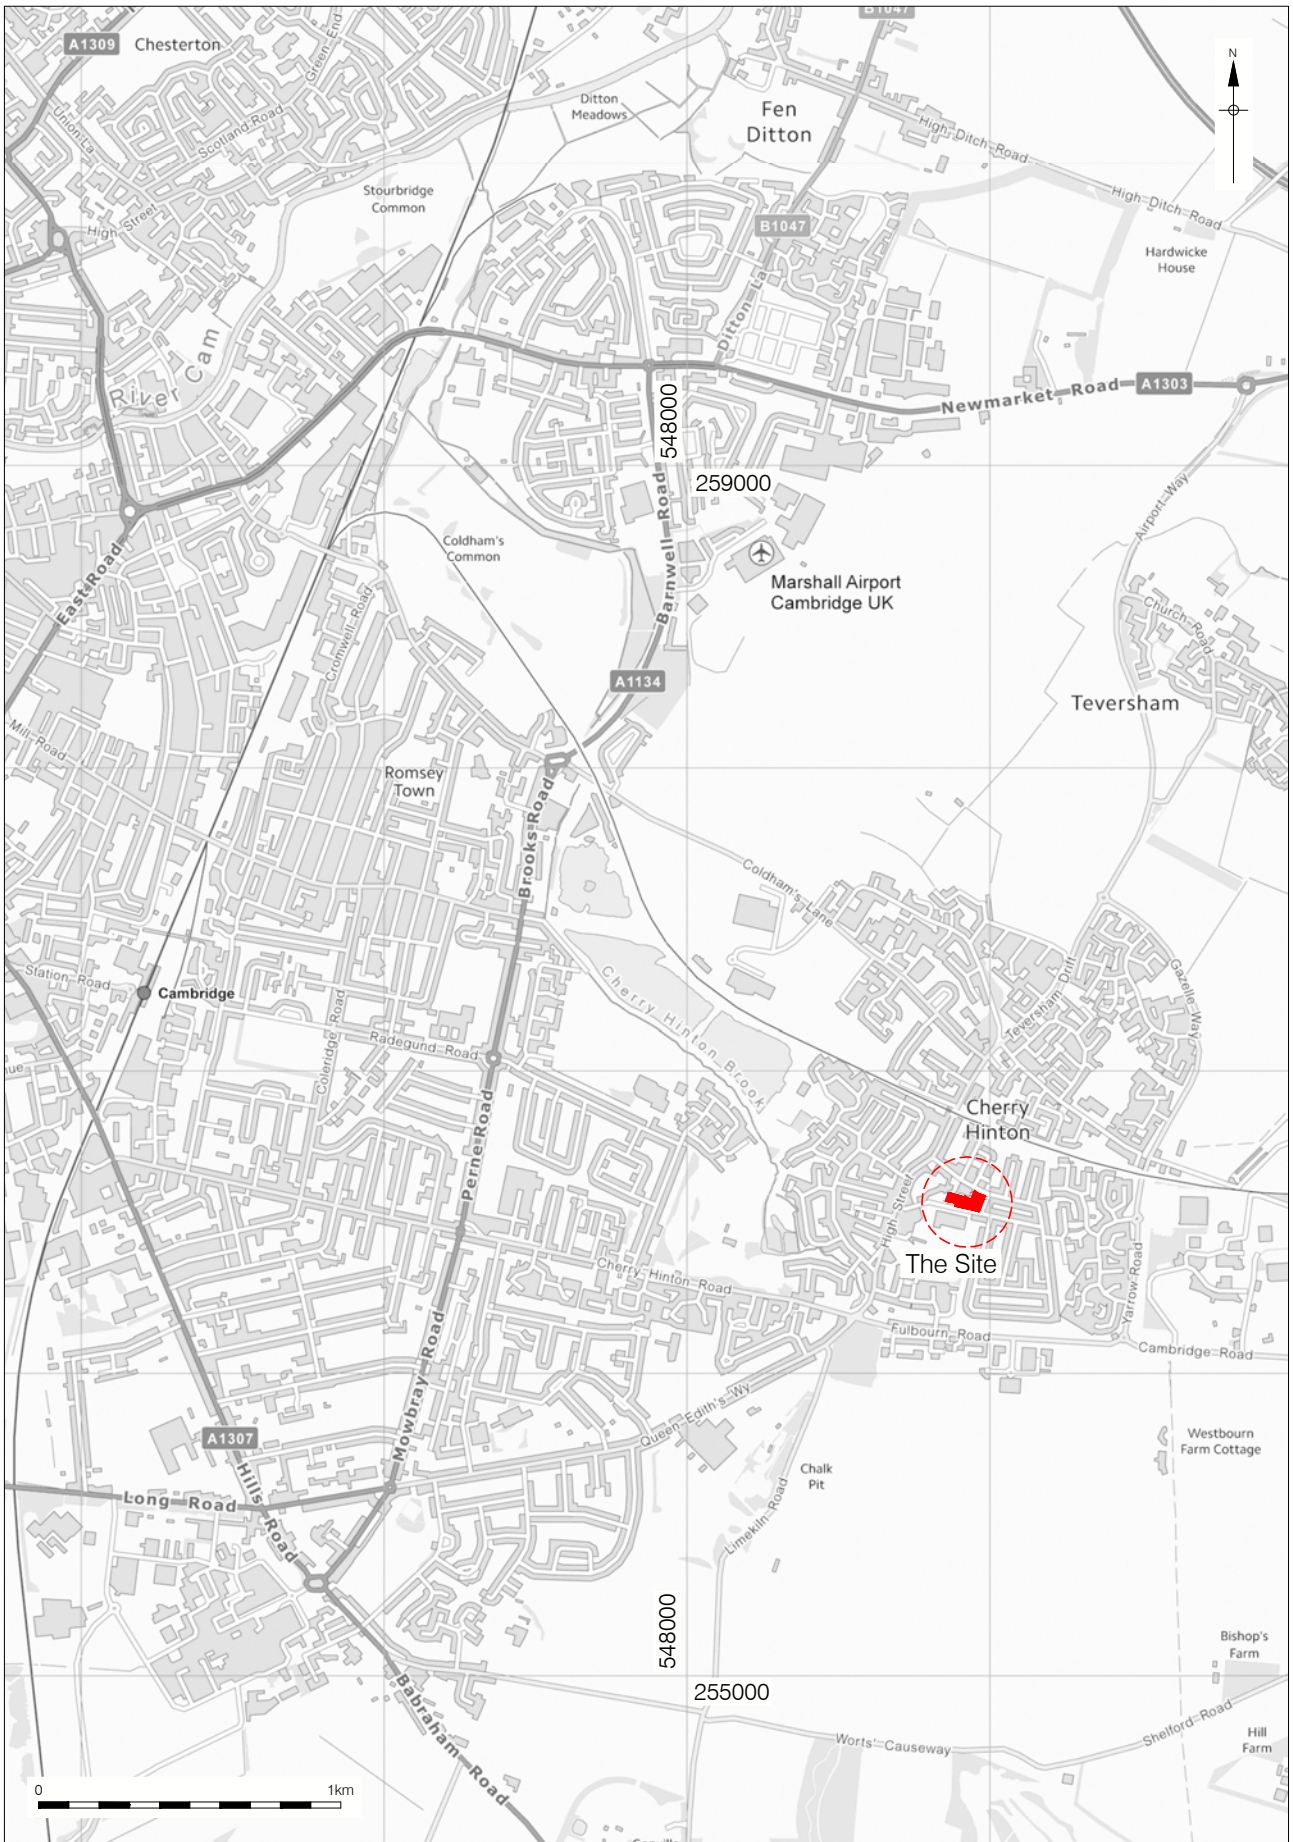 B1047
A1309
Chesterton
Green-End
N
Ditton
Meadows
Fen
Ditton
Union-La
Scotland-Road
High-Ditch-Road
Stourbridge
Common
High-Street
High-Ditch-Road
B1047
Hardwicke
House
Ditton-La
River Cam
A1303
Newmarket-Road
548000
259000
Barnwell-Road
Airport-Way
Coldham's
Common
East-Road
Marshall Airport
Cambridge UK
Cromwell-Road
Church-Road
A1134
Teversham
Mill-Road
Romsey
Town
Brooks-Road
Coldham's-Lane
Station-Road
Cambridge
Cherry Hinton Brook
Teversham-Drift
Gazelle-Way
Coleridge-Road
Radegund-Road
nue
Perne-Road
Cherry
Hinton
High-Street
The Site
Cherry-Hinton-Road
Yarrow-Road
Fulbourn-Road
Cambridge-Road
Mowbray-Road
Queen-Edith's-Wy
A1307
Westbourn
Farm Cottage
Hills-Road
Chalk
Pit
Long-Road
Limekiln-Road
548000
Bishop's
Farm
255000
Babraham-Road
Shelford-Road
Worts'-Causeway
Hill
Farm
0 1km